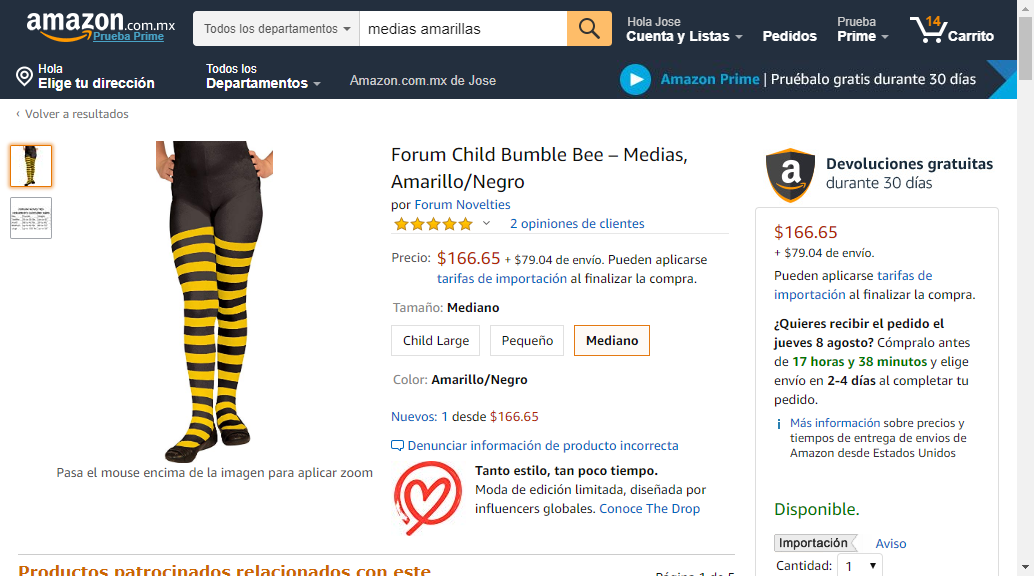 amazon.com.mx
Prueba Prime
Todos los departamentos
medias amarillas
Hola Jose
Cuenta y Listas
Pedidos
Prueba
Prime
14
Carrito
Hola
Elige tu dirección
Todos los
Departamentos
Amazon.com.mx de Jose
Amazon Prime | Pruébalo gratis durante 30 días
‹ Volver a resultados
Pasa el mouse encima de la imagen para aplicar zoom
Forum Child Bumble Bee – Medias,
Amarillo/Negro
por Forum Novelties
2 opiniones de clientes
Precio: $166.65 + $79.04 de envío. Pueden aplicarse
tarifas de importación al finalizar la compra.
Tamaño: Mediano
Child Large
Pequeño
Mediano
Color: Amarillo/Negro
Nuevos: 1 desde $166.65
Denunciar información de producto incorrecta
Tanto estilo, tan poco tiempo.
Moda de edición limitada, diseñada por
influencers globales. Conoce The Drop
a
Devoluciones gratuitas
durante 30 días
$166.65
+ $79.04 de envío.
Pueden aplicarse tarifas de
importación al finalizar la compra.
¿Quieres recibir el pedido el
jueves 8 agosto? Cómpralo antes
de 17 horas y 38 minutos y elige
envío en 2-4 días al completar tu
pedido.
Más información sobre precios y
tiempos de entrega de envios de
Amazon desde Estados Unidos
Disponible.
Importación
Aviso
Cantidad: 1
Productos patrocinados relacionados con este
Página 1 de 5